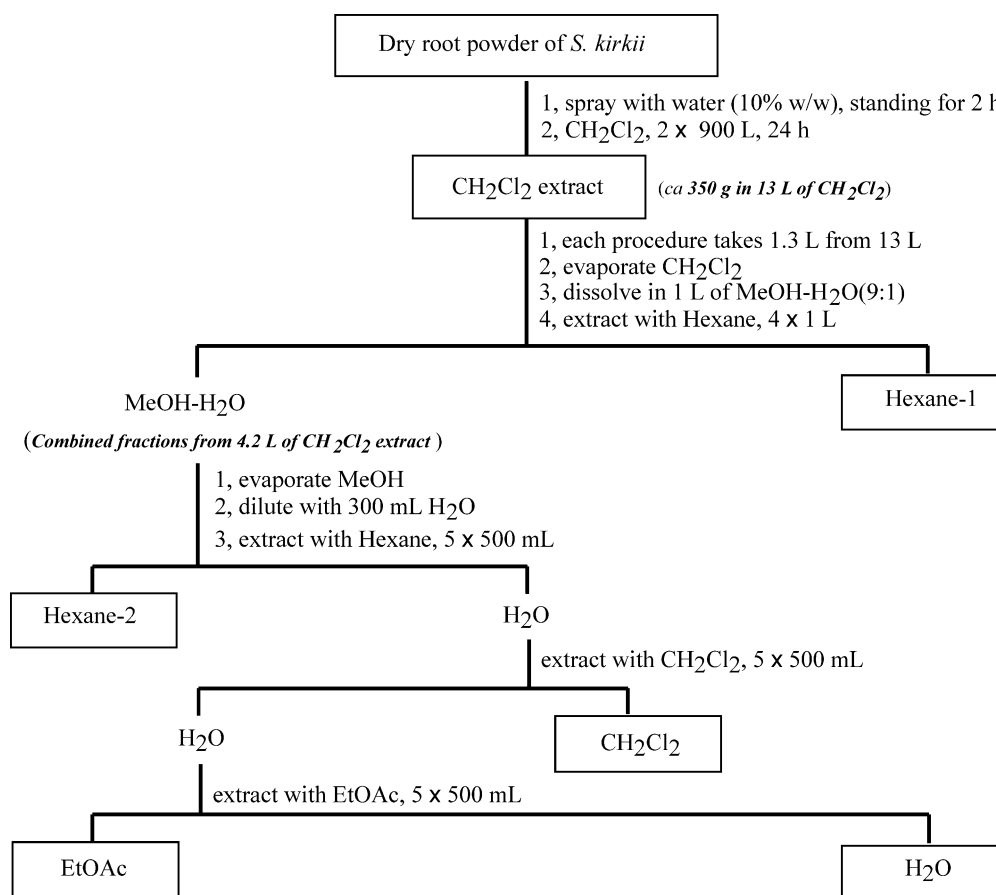 Dry root powder of S. kirkii
1, spray with water (10% w/w), standing for 2 h
2, CH2Cl2, 2 x 900 L, 24 h
CH2Cl2 extract
(ca 350 g in 13 L of CH2Cl2)
1, each procedure takes 1.3 L from 13 L
2, evaporate CH2Cl2
3, dissolve in 1 L of MeOH-H2O(9:1)
4, extract with Hexane, 4 x 1 L
MeOH-H2O
Hexane-1
(Combined fractions from 4.2 L of CH2Cl2 extract )
1, evaporate MeOH
2, dilute with 300 mL H2O
3, extract with Hexane, 5 x 500 mL
Hexane-2
H2O
extract with CH2Cl2, 5 x 500 mL
H2O
CH2Cl2
extract with EtOAc, 5 x 500 mL
EtOAc
H2O